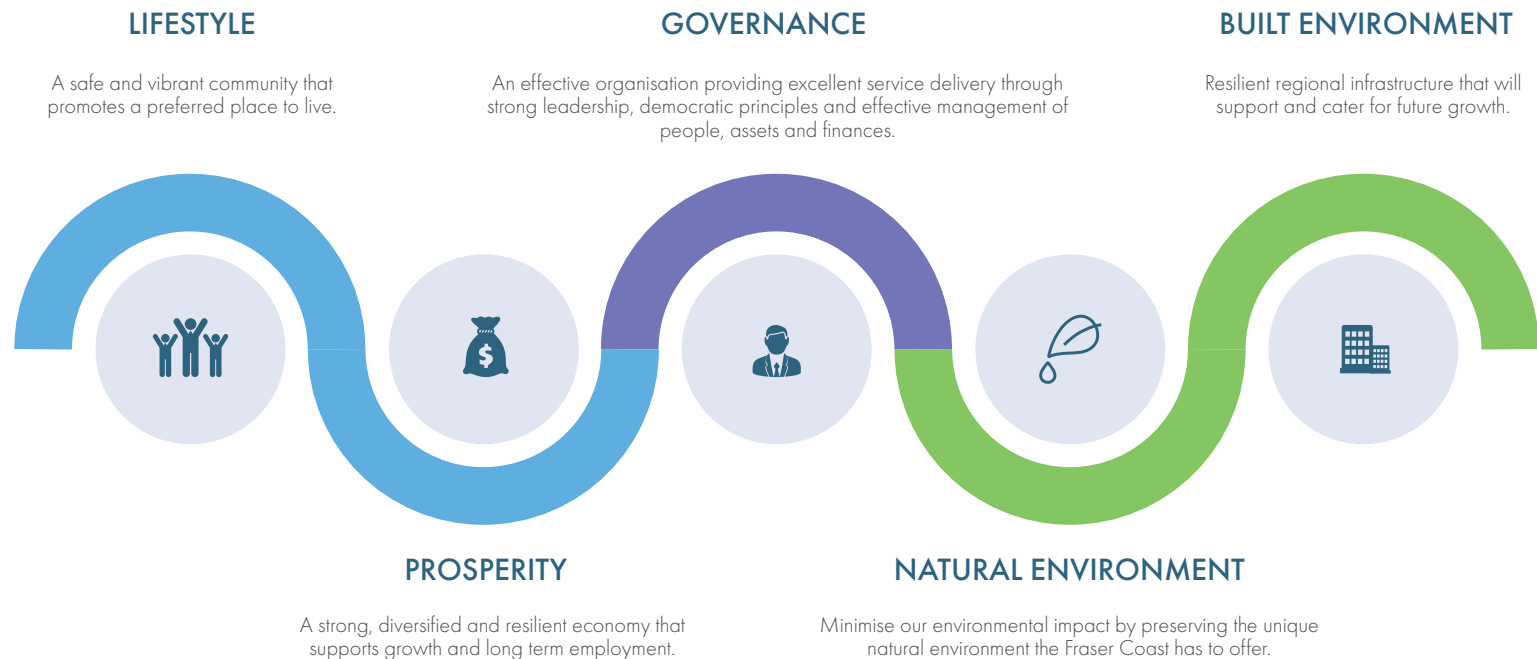 LIFESTYLE
A safe and vibrant community that
promotes a preferred place to live.
GOVERNANCE
An effective organisation providing excellent service delivery through
strong leadership, democratic principles and effective management of
people, assets and finances.
BUILT ENVIRONMENT
Resilient regional infrastructure that will
support and cater for future growth.
$
PROSPERITY
A strong, diversified and resilient economy that
supports growth and long term employment.
NATURAL ENVIRONMENT
Minimise our environmental impact by preserving the unique
natural environment the Fraser Coast has to offer.